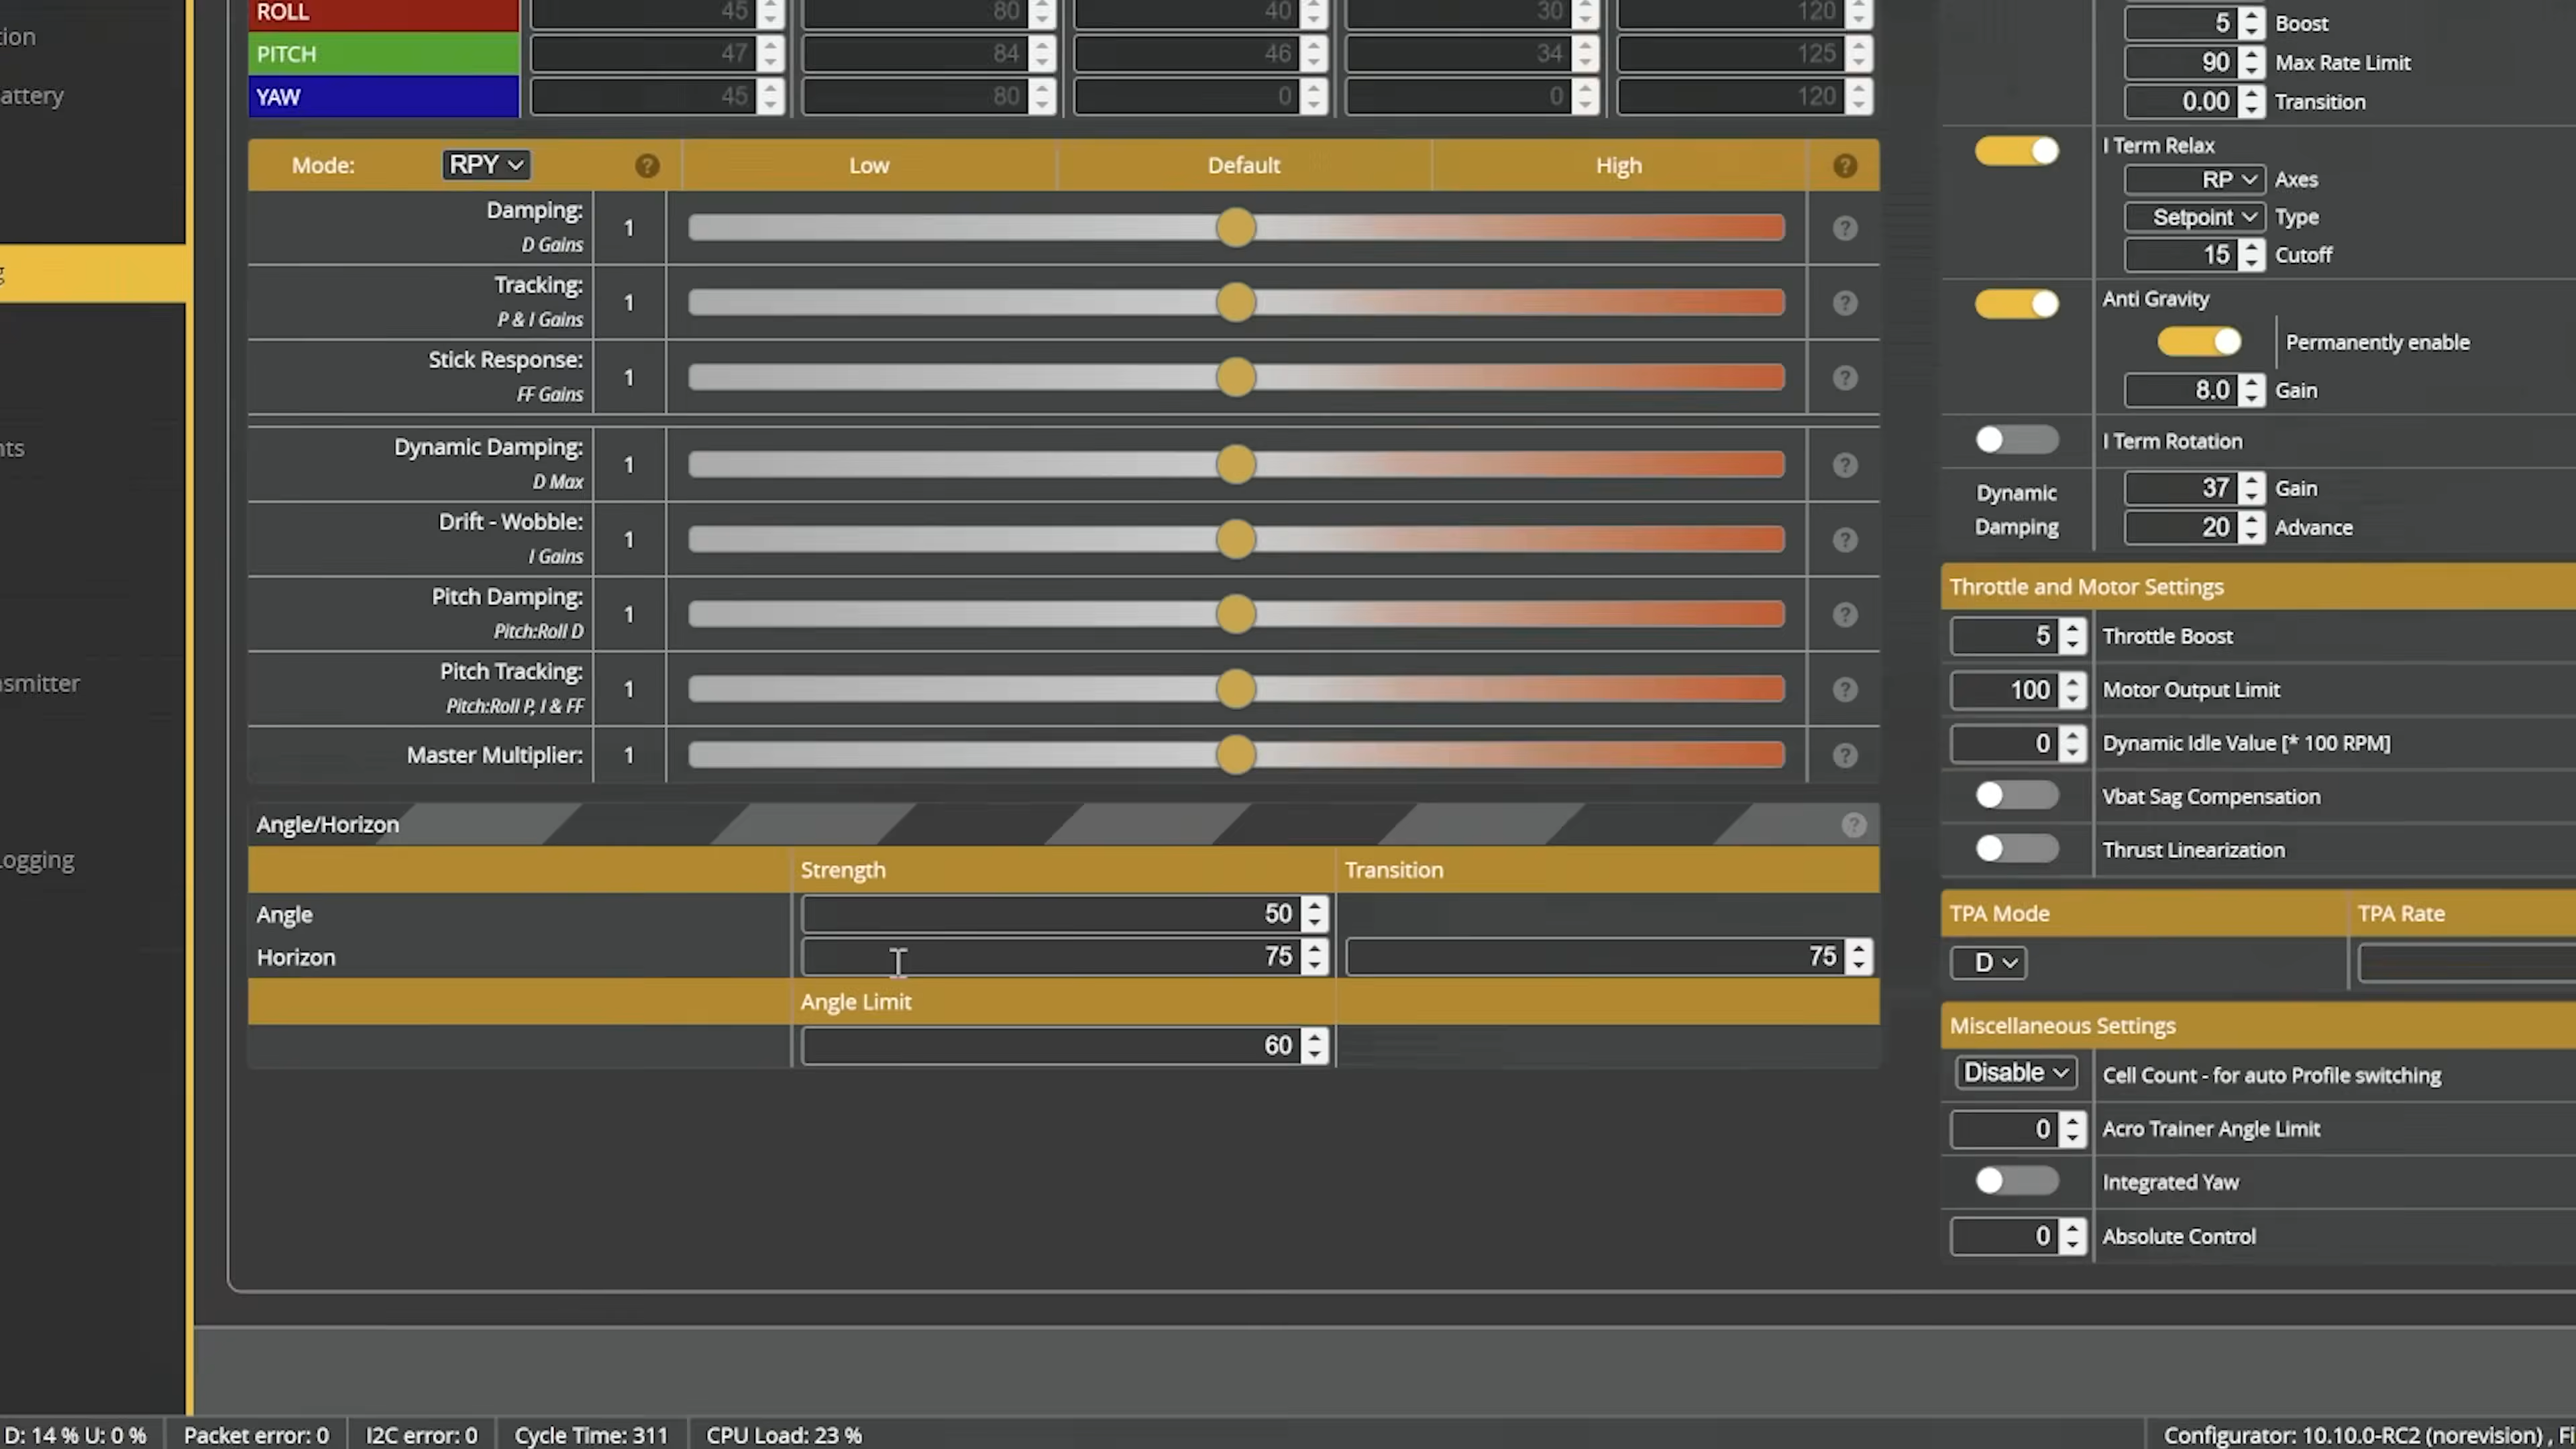 tion
attery
g
nts
smitter
Logging
ROLL 45 80 40 30 120
PITCH 47 84 46 34 125
YAW 45 80 0 0 120
Mode: RPY ? Low Default High ?
Damping: 1 ?
D Gains
Tracking: 1 ?
P & I Gains
Stick Response: 1 ?
FF Gains
Dynamic Damping: 1 ?
D Max
Drift - Wobble: 1 ?
I Gains
Pitch Damping: 1 ?
Pitch:Roll D
Pitch Tracking: 1 ?
Pitch:Roll P, I & FF
Master Multiplier: 1 ?
Angle/Horizon ?
Strength Transition
Angle 50
Horizon 75 75
Angle Limit
60
5 Boost
90 Max Rate Limit
0.00 Transition
I Term Relax
RP Axes
Setpoint Type
15 Cutoff
Anti Gravity
Permanently enable
8.0 Gain
I Term Rotation
Dynamic Damping
37 Gain
20 Advance
Throttle and Motor Settings
5 Throttle Boost
100 Motor Output Limit
0 Dynamic Idle Value [* 100 RPM]
Vbat Sag Compensation
Thrust Linearization
TPA Mode TPA Rate
D
Miscellaneous Settings
Disable Cell Count - for auto Profile switching
0 Acro Trainer Angle Limit
Integrated Yaw
0 Absolute Control
D: 14 % U: 0 % Packet error: 0 I2C error: 0 Cycle Time: 311 CPU Load: 23 % Configurator: 10.10.0-RC2 (norevision) , Fi